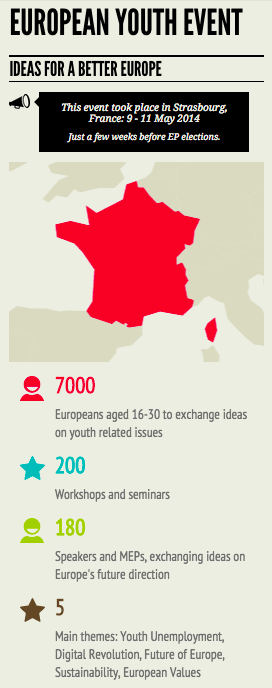 EUROPEAN YOUTH EVENT
IDEAS FOR A BETTER EUROPE
This event took place in Strasbourg,
France: 9 - 11 May 2014
Just a few weeks before EP elections.
7000
Europeans aged 16-30 to exchange ideas
on youth related issues
200
Workshops and seminars
180
Speakers and MEPs, exchanging ideas on
Europe's future direction
5
Main themes: Youth Unemployment,
Digital Revolution, Future of Europe,
Sustainability, European Values